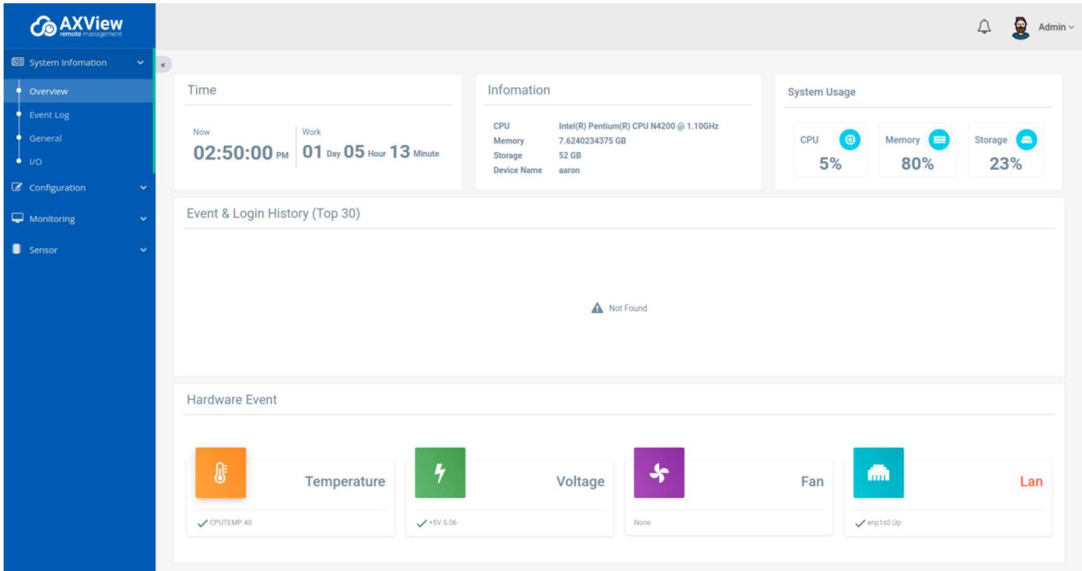 AXView
remote management
Admin
System Infomation
Overview
Event Log
General
I/O
Configuration
Monitoring
Sensor
«
Time
Now
02:50:00 PM
Work
01 Day 05 Hour 13 Minute
Infomation
CPU Intel(R) Pentium(R) CPU N4200 @ 1.10GHz
Memory 7.6240234375 GB
Storage 52 GB
Device Name aaron
System Usage
CPU
5%
Memory
80%
Storage
23%
Event & Login History (Top 30)
Not Found
Hardware Event
Temperature
CPUTEMP 40
Voltage
+5V 5.06
Fan
None
Lan
enp1s0 Up